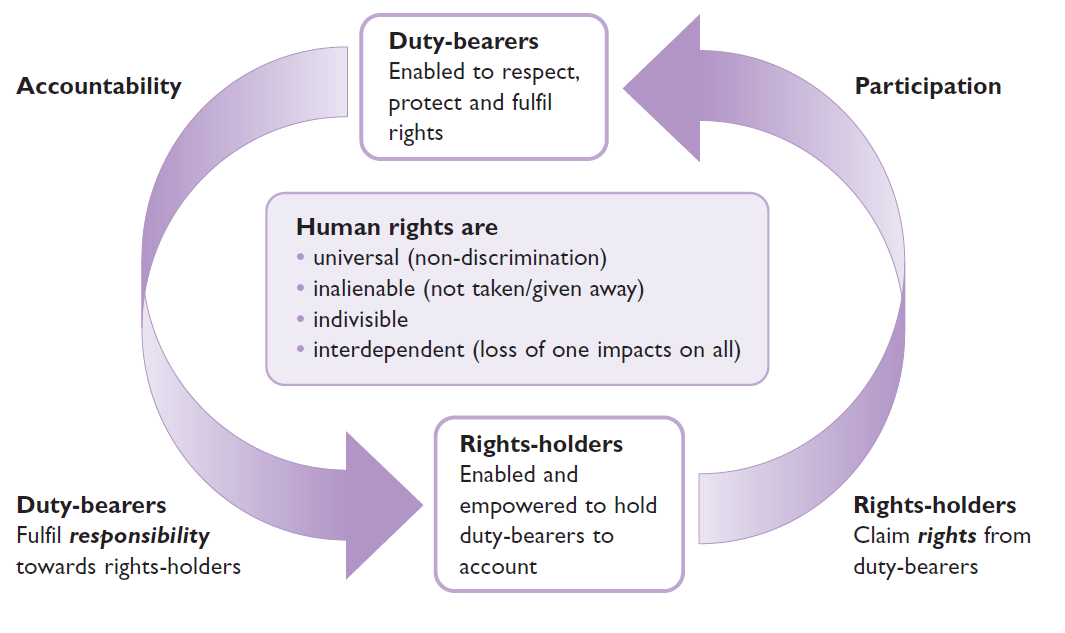 Duty-bearers
Enabled to respect,
protect and fulfil
rights
Accountability
Participation
Human rights are
• universal (non-discrimination)
• inalienable (not taken/given away)
• indivisible
• interdependent (loss of one impacts on all)
Rights-holders
Enabled and
empowered to hold
duty-bearers to
account
Duty-bearers
Fulfil responsibility
towards rights-holders
Rights-holders
Claim rights from
duty-bearers